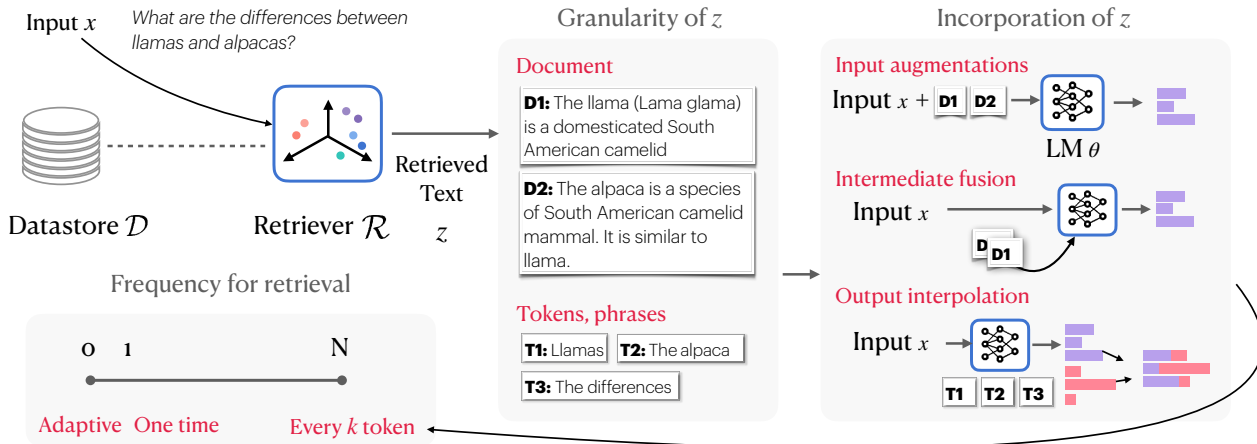 Input x
What are the differences between
llamas and alpacas?
Datastore D
Retriever R
Retrieved
Text
z
Frequency for retrieval
0 1 N
Adaptive One time Every k token
Granularity of z
Document
D1: The llama (Lama glama)
is a domesticated South
American camelid
D2: The alpaca is a species
of South American camelid
mammal. It is similar to
llama.
Tokens, phrases
T1: Llamas T2: The alpaca
T3: The differences
Incorporation of z
Input augmentations
Input x + D1 D2
LM θ
Intermediate fusion
Input x
D
D1
Output interpolation
Input x
T1 T2 T3